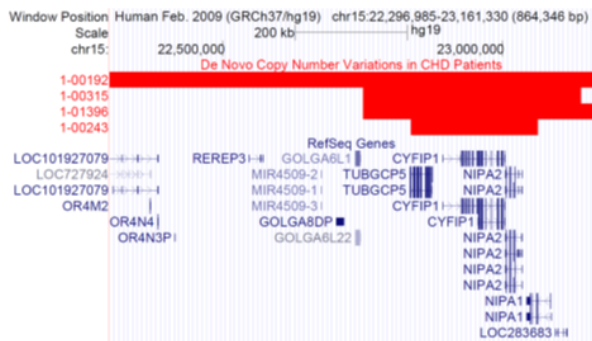 Window Position Human Feb. 2009 (GRCh37/hg19) chr15:22,296,985-23,161,330 (864,346 bp)
Scale 200 kb hg19
chr15: 22,500,000 23,000,000
De Novo Copy Number Variations in CHD Patients
1-00192
1-00315
1-01396
1-00243
RefSeq Genes
LOC101927079 REREP3 GOLGA6L1 CYFIP1
LOC727924 MIR4509-1 TUBGCP5 NIPA2
LOC101927079 MIR4509-2 TUBGCP5 NIPA2
OR4M2 MIR4509-3 CYFIP1
OR4N4 GOLGA8DP CYFIP1
OR4N3P GOLGA6L22 NIPA2
NIPA2
NIPA2
NIPA2
NIPA1
NIPA1
LOC283683